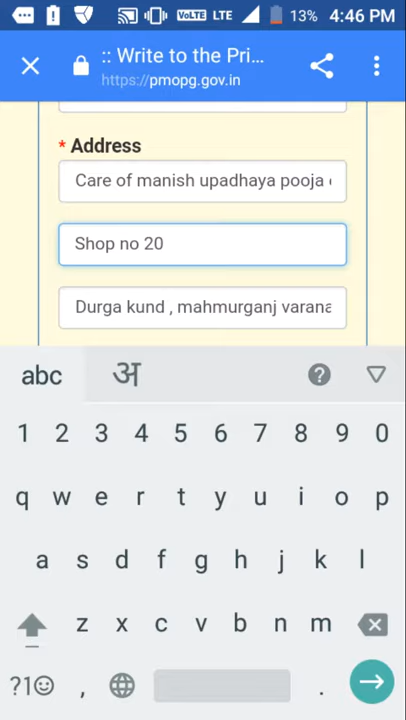 VoLTE LTE 13% 4:46 PM
:: Write to the Pri...
https://pmopg.gov.in
* Address
Care of manish upadhaya pooja
Shop no 20
Durga kund , mahmurganj varana
abc अ ?
1 2 3 4 5 6 7 8 9 0
q w e r t y u i o p
a s d f g h j k l
z x c v b n m
?1☺ , .